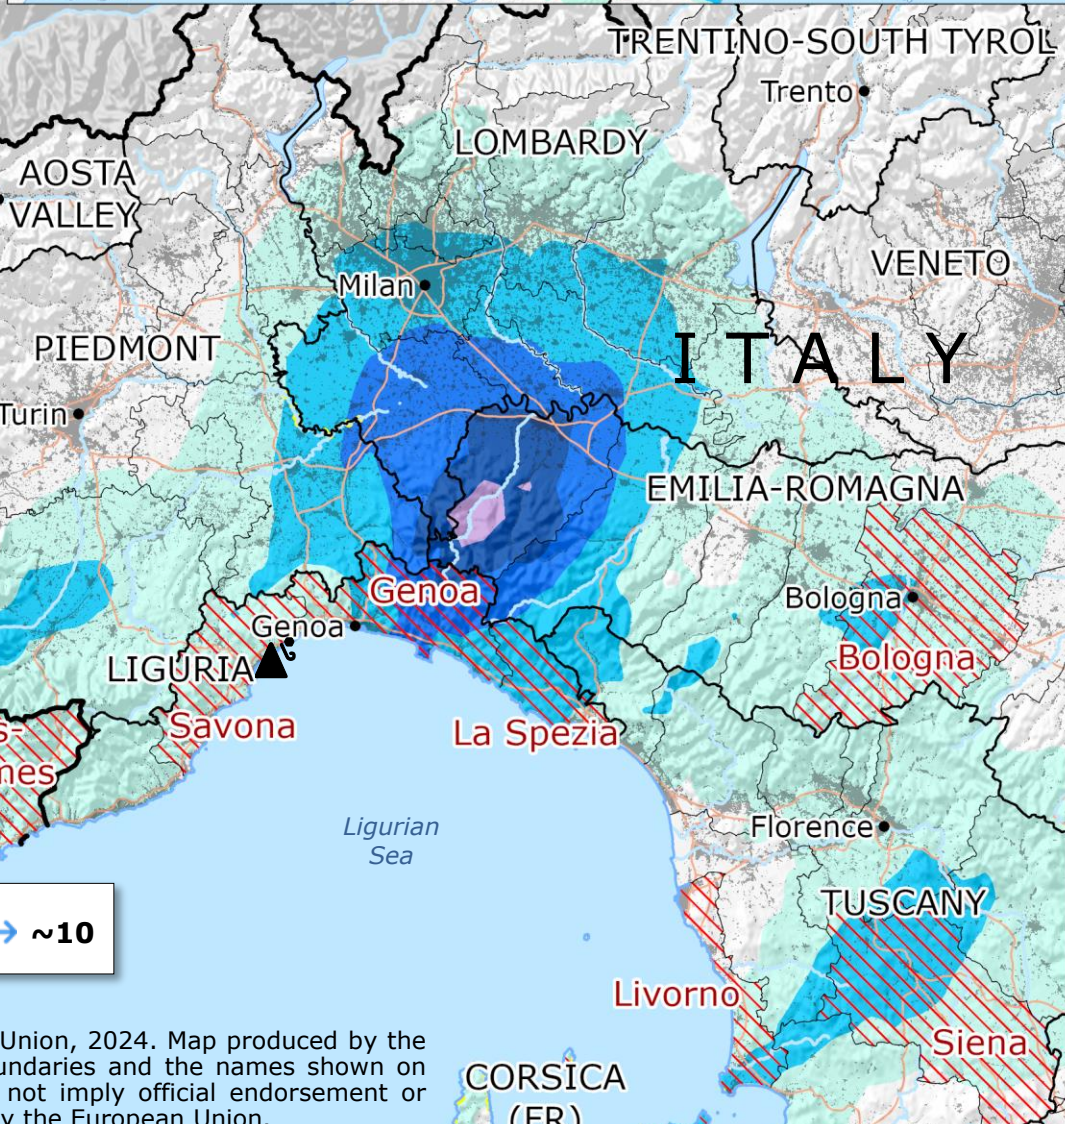 TRENTINO-SOUTH TYROL
Trento
LOMBARDY
AOSTA
VALLEY
VENETO
Milan
PIEDMONT
ITALY
Turin
EMILIA-ROMAGNA
Genoa
Bologna
Genoa
Bologna
LIGURIA
Savona
La Spezia
s-
mes
Ligurian
Sea
Florence
TUSCANY
~10
Livorno
Siena
Union, 2024. Map produced by the
undaries and the names shown on
not imply official endorsement or
y the European Union.
CORSICA
(FR)